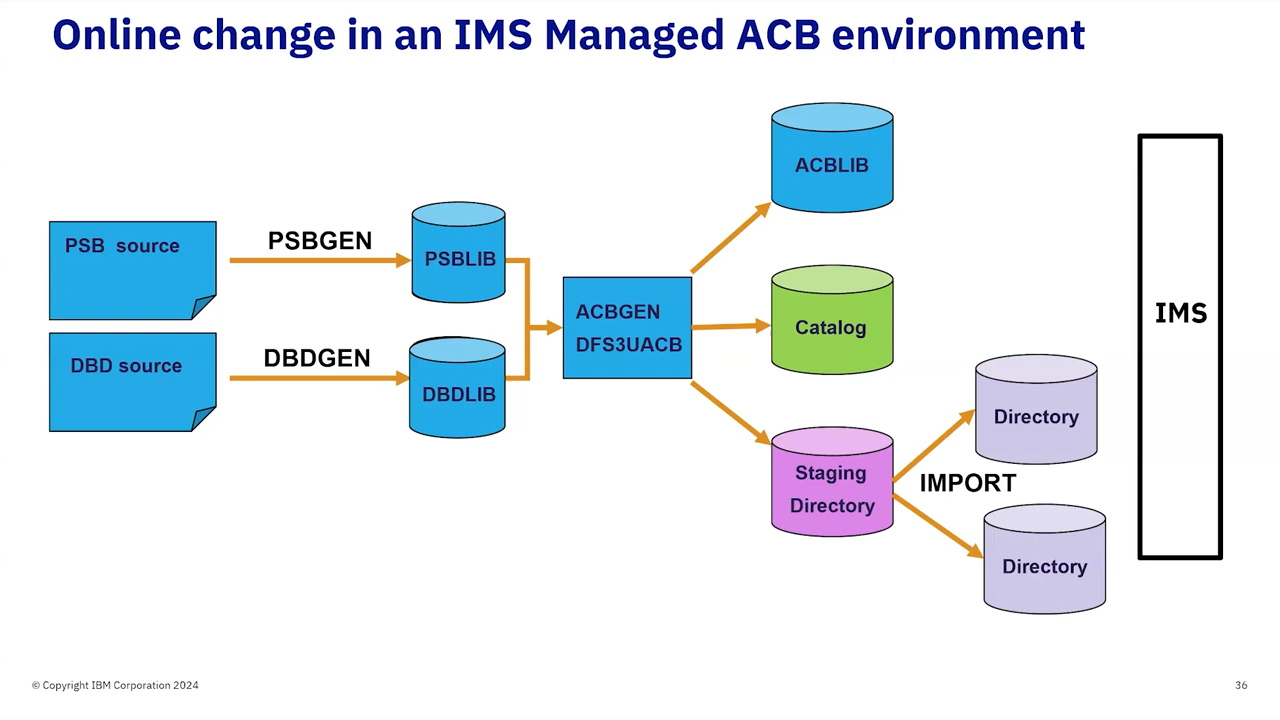 Online change in an IMS Managed ACB environment
PSB source
PSBGEN
PSBLIB
DBD source
DBDGEN
DBDLIB
ACBGEN
DFS3UACB
ACBLIB
Catalog
Staging
Directory
IMPORT
Directory
Directory
IMS
© Copyright IBM Corporation 2024
36